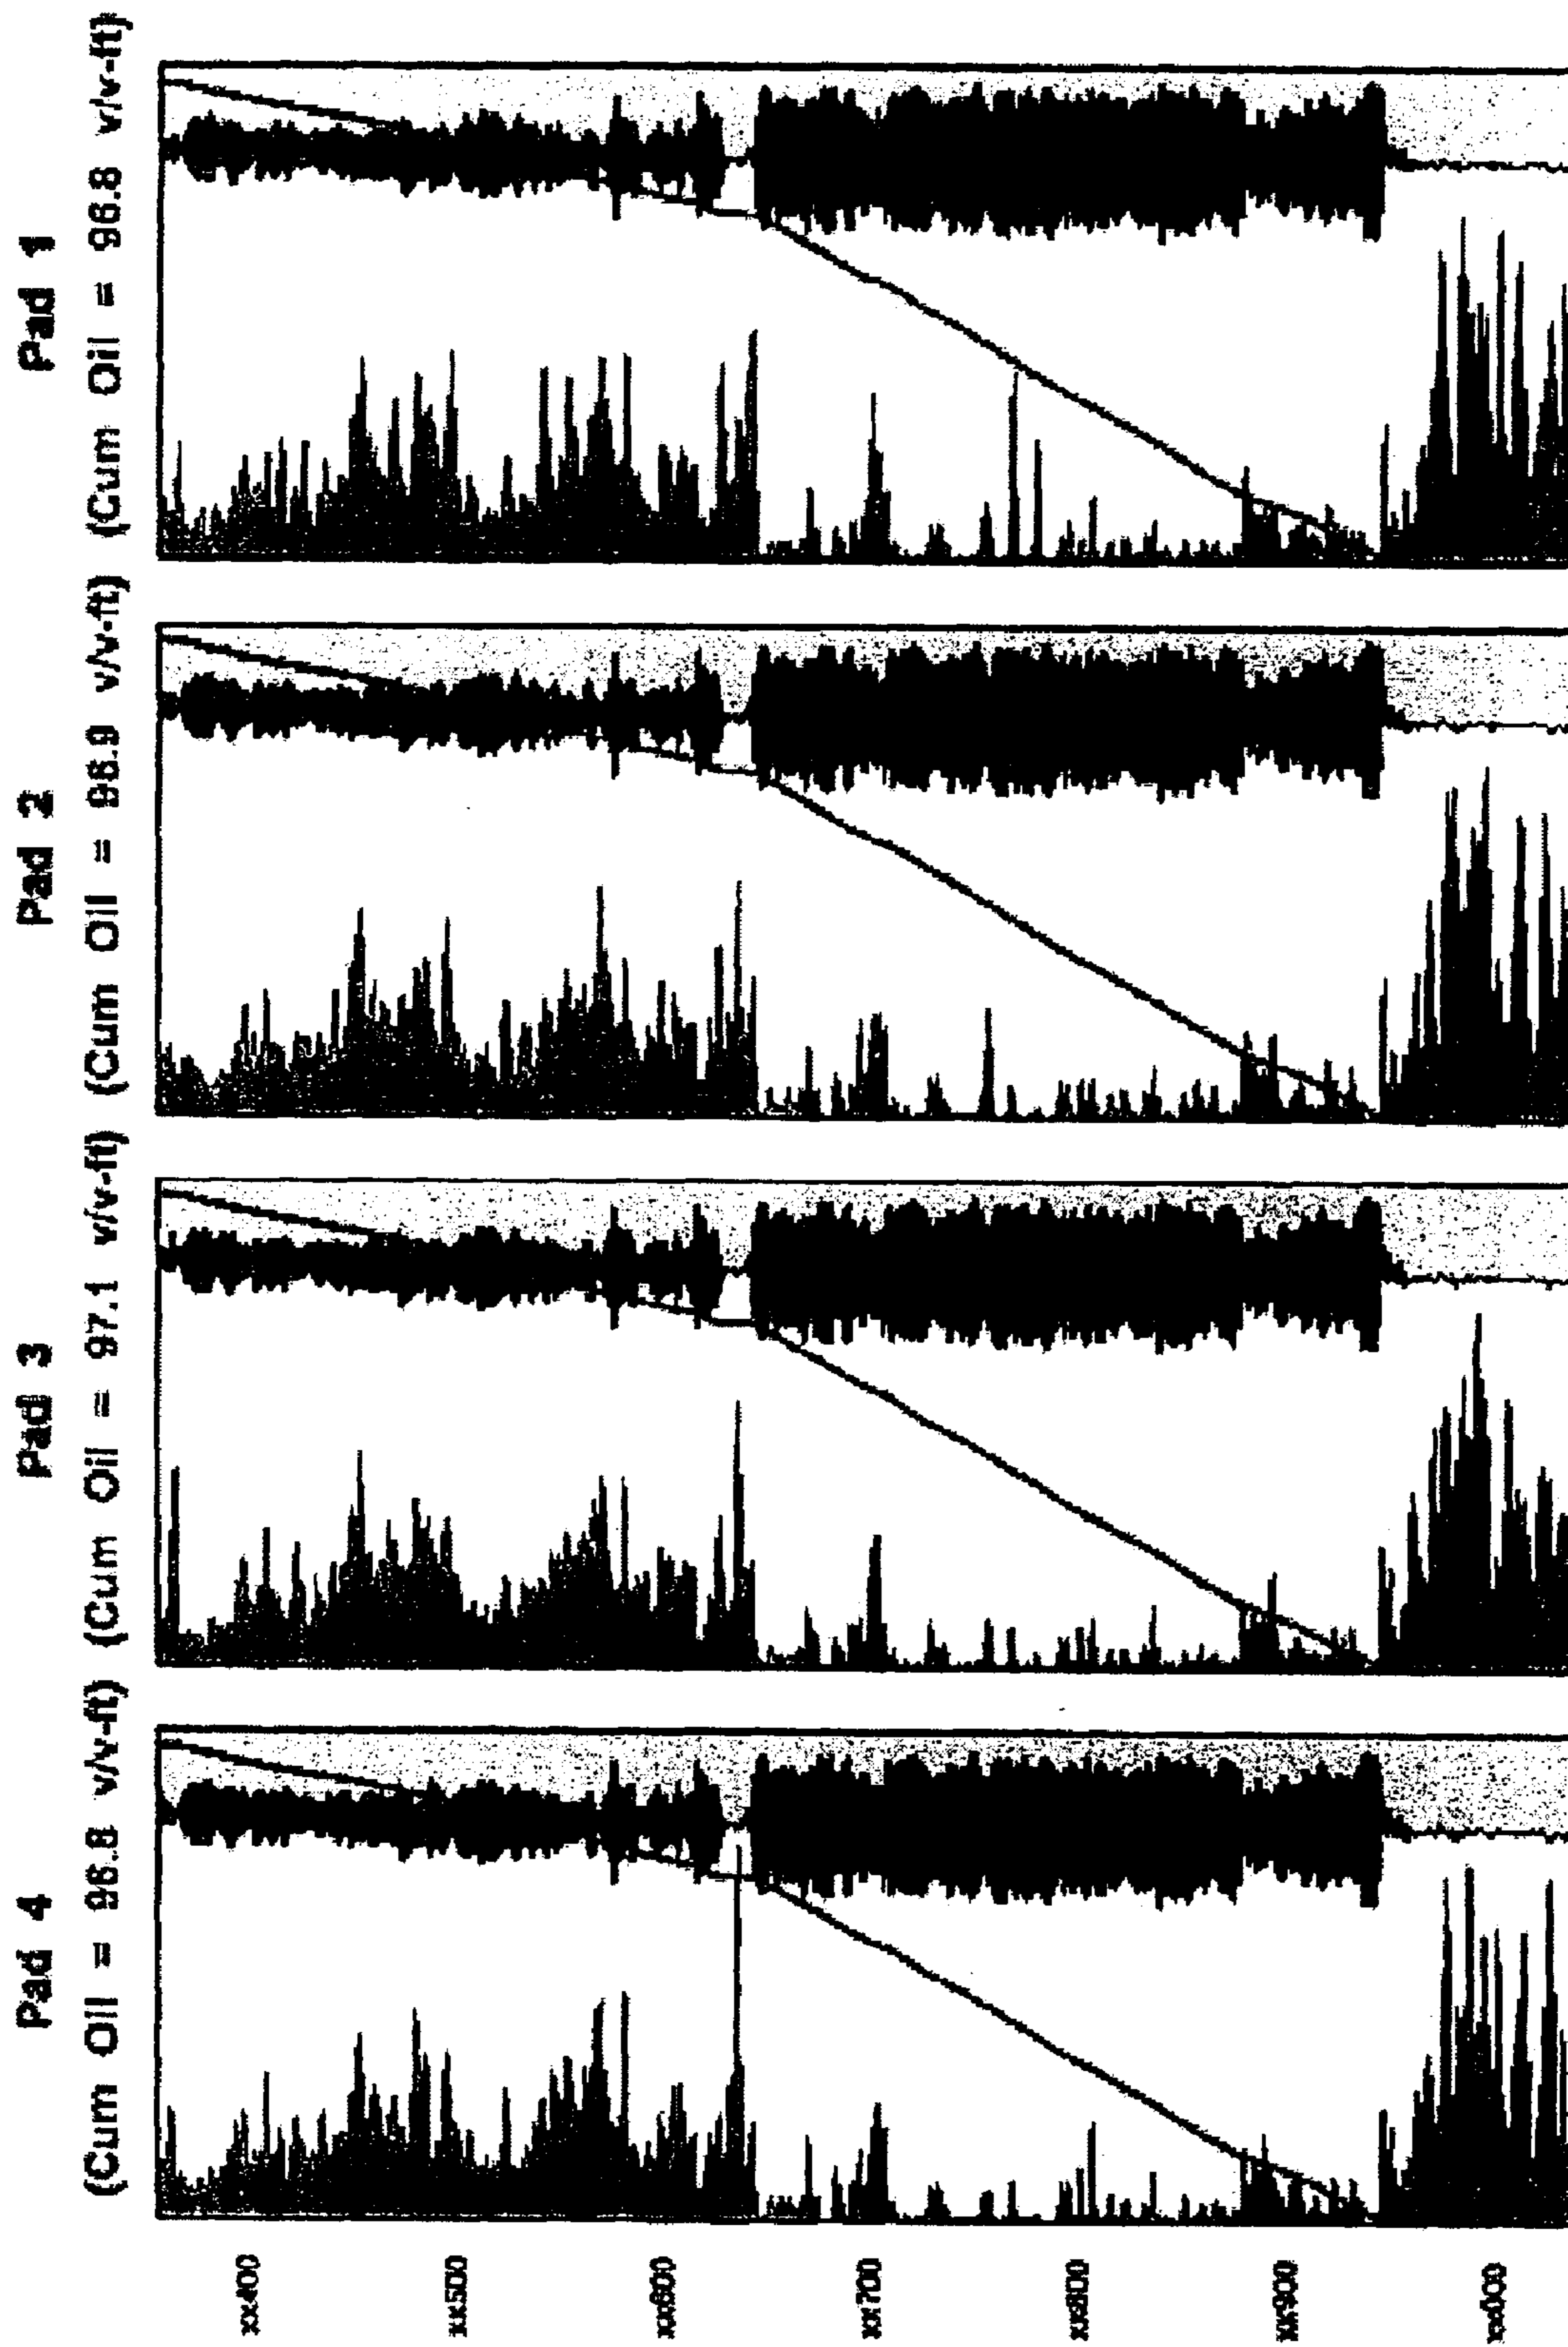 Pad 1
(Cum Oil = 96.8 v/v-ft)
Pad 2
(Cum Oil = 96.9 v/v-ft)
Pad 3
(Cum Oil = 97.1 v/v-ft)
Pad 4
(Cum Oil = 96.8 v/v-ft)
xx400
xx500
xx600
xx700
xx800
xx900
xx000